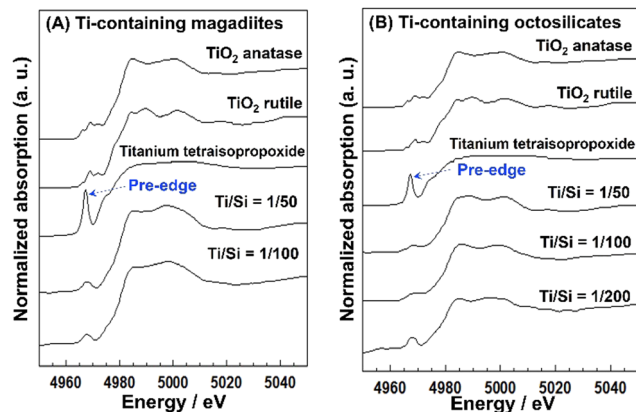 (A) Ti-containing magadiites
TiO2 anatase
TiO2 rutile
Titanium tetraisopropoxide
Pre-edge
Ti/Si = 1/50
Ti/Si = 1/100
Normalized absorption (a. u.)
4960 4980 5000 5020 5040
Energy / eV
(B) Ti-containing octosilicates
TiO2 anatase
TiO2 rutile
Titanium tetraisopropoxide
Pre-edge
Ti/Si = 1/50
Ti/Si = 1/100
Ti/Si = 1/200
Normalized absorption (a. u.)
4960 4980 5000 5020 5040
Energy / eV